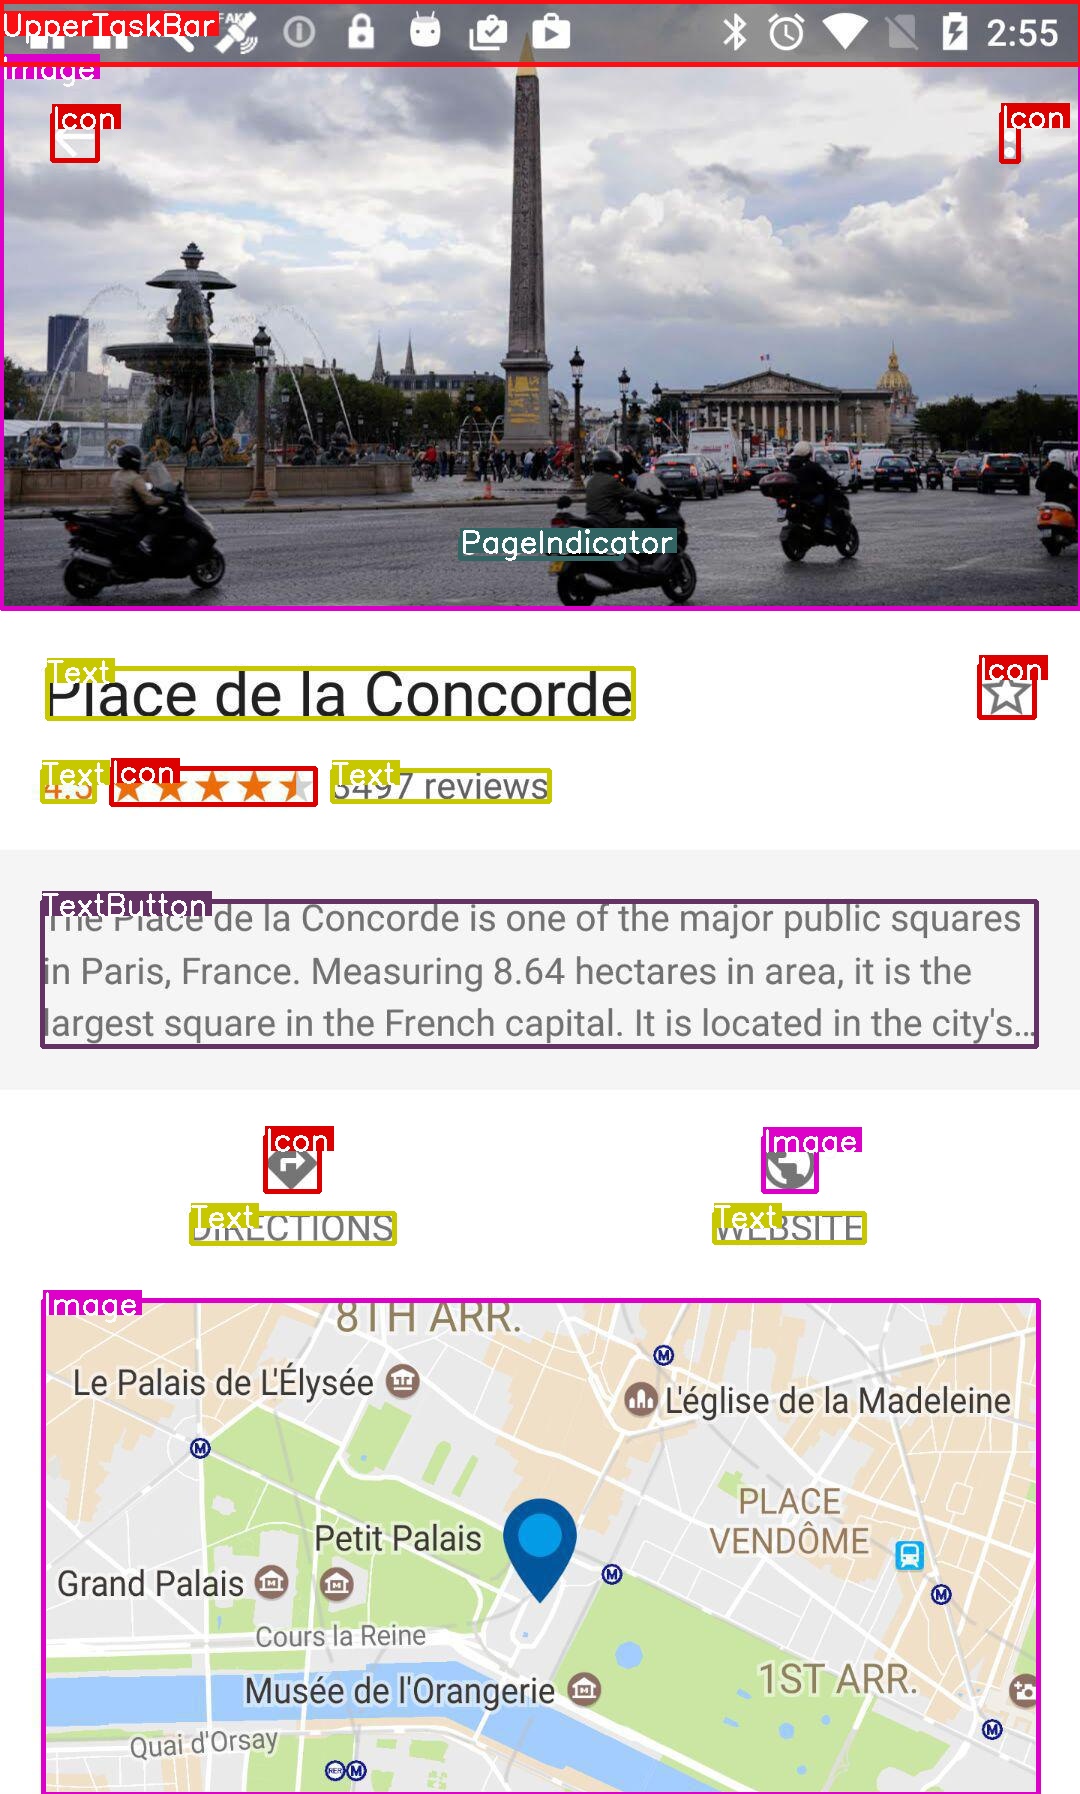 UpperTaskBar
2:55
Image
Icon
Icon
PageIndicator
Text
Place de la Concorde
Icon
Text
Icon
Text
4.5
3497 reviews
TextButton
The Place de la Concorde is one of the major public squares
in Paris, France. Measuring 8.64 hectares in area, it is the
largest square in the French capital. It is located in the city's...
Icon
Image
Text
DIRECTIONS
Text
WEBSITE
Image
8TH ARR.
Le Palais de L'Élysée
M
L'église de la Madeleine
M
PLACE
VENDÔME
Petit Palais
Grand Palais
M
M
Cours la Reine
1ST ARR.
Musée de l'Orangerie
M
Quai d'Orsay
RER M